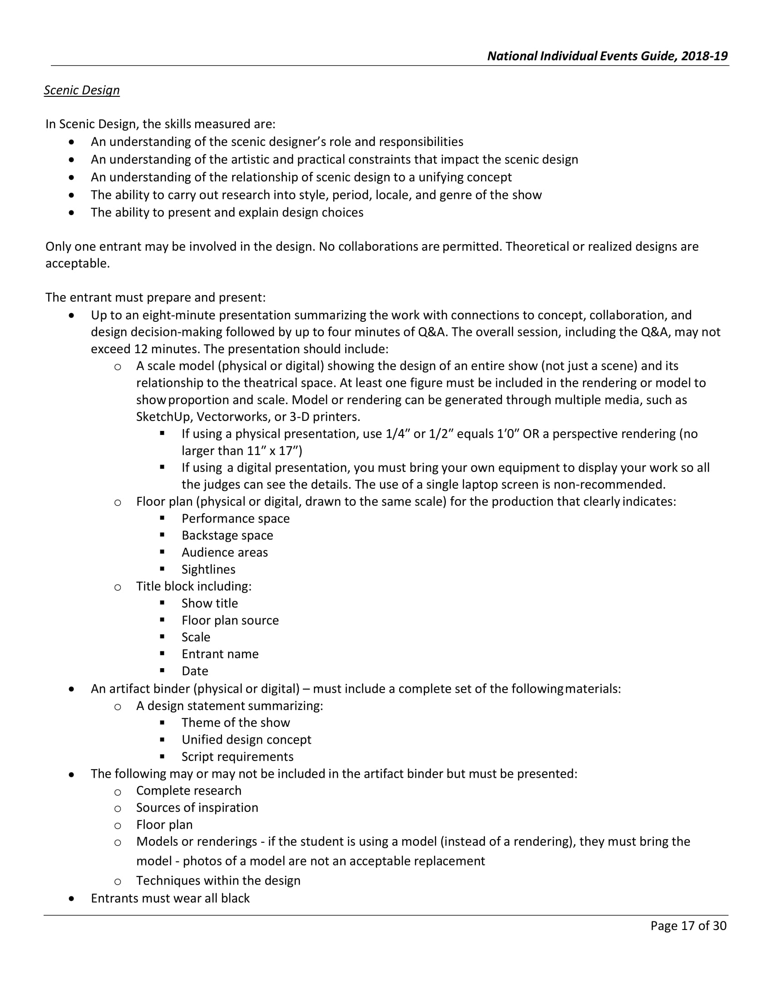 National Individual Events Guide, 2018-19
Scenic Design
In Scenic Design, the skills measured are:
• An understanding of the scenic designer’s role and responsibilities
• An understanding of the artistic and practical constraints that impact the scenic design
• An understanding of the relationship of scenic design to a unifying concept
• The ability to carry out research into style, period, locale, and genre of the show
• The ability to present and explain design choices
Only one entrant may be involved in the design. No collaborations are permitted. Theoretical or realized designs are
acceptable.
The entrant must prepare and present:
• Up to an eight-minute presentation summarizing the work with connections to concept, collaboration, and
design decision-making followed by up to four minutes of Q&A. The overall session, including the Q&A, may not
exceed 12 minutes. The presentation should include:
o A scale model (physical or digital) showing the design of an entire show (not just a scene) and its
relationship to the theatrical space. At least one figure must be included in the rendering or model to
show proportion and scale. Model or rendering can be generated through multiple media, such as
SketchUp, Vectorworks, or 3-D printers.
▪ If using a physical presentation, use 1/4” or 1/2” equals 1’0” OR a perspective rendering (no
larger than 11” x 17”)
▪ If using a digital presentation, you must bring your own equipment to display your work so all
the judges can see the details. The use of a single laptop screen is non-recommended.
o Floor plan (physical or digital, drawn to the same scale) for the production that clearly indicates:
▪ Performance space
▪ Backstage space
▪ Audience areas
▪ Sightlines
o Title block including:
▪ Show title
▪ Floor plan source
▪ Scale
▪ Entrant name
▪ Date
• An artifact binder (physical or digital) – must include a complete set of the following materials:
o A design statement summarizing:
▪ Theme of the show
▪ Unified design concept
▪ Script requirements
• The following may or may not be included in the artifact binder but must be presented:
o Complete research
o Sources of inspiration
o Floor plan
o Models or renderings - if the student is using a model (instead of a rendering), they must bring the
model - photos of a model are not an acceptable replacement
o Techniques within the design
• Entrants must wear all black
Page 17 of 30